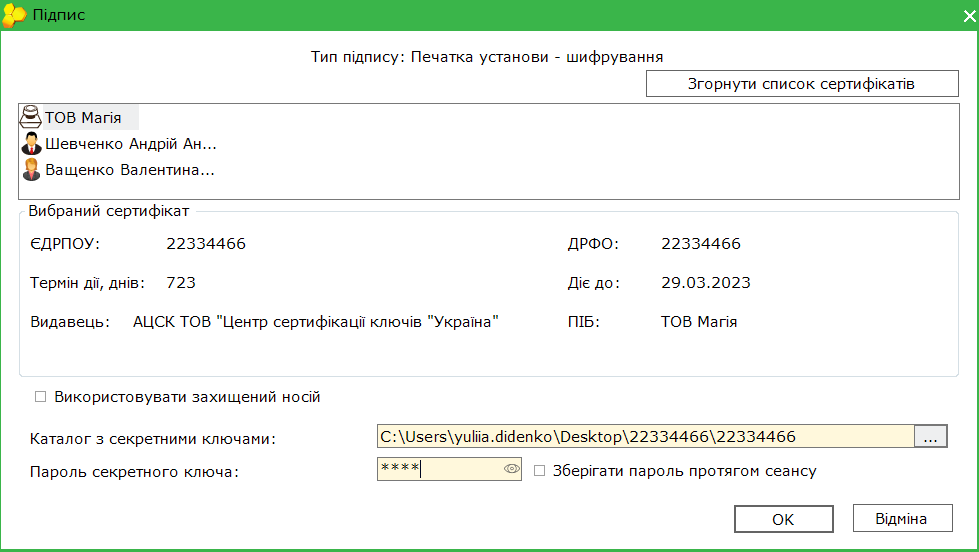 Підпис
Тип підпису: Печатка установи - шифрування
Згорнути список сертифікатів
ТОВ Магія
Шевченко Андрій Ан...
Ващенко Валентина...
Вибраний сертифікат
ЄДРПОУ: 22334466 ДРФО: 22334466
Термін дії, днів: 723 Діє до: 29.03.2023
Видавець: АЦСК ТОВ "Центр сертифікації ключів "Україна" ПІБ: ТОВ Магія
Використовувати захищений носій
Каталог з секретними ключами: C:\Users\yuliia.didenko\Desktop\22334466\22334466 ...
Пароль секретного ключа: **** Зберігати пароль протягом сеансу
OK Відміна